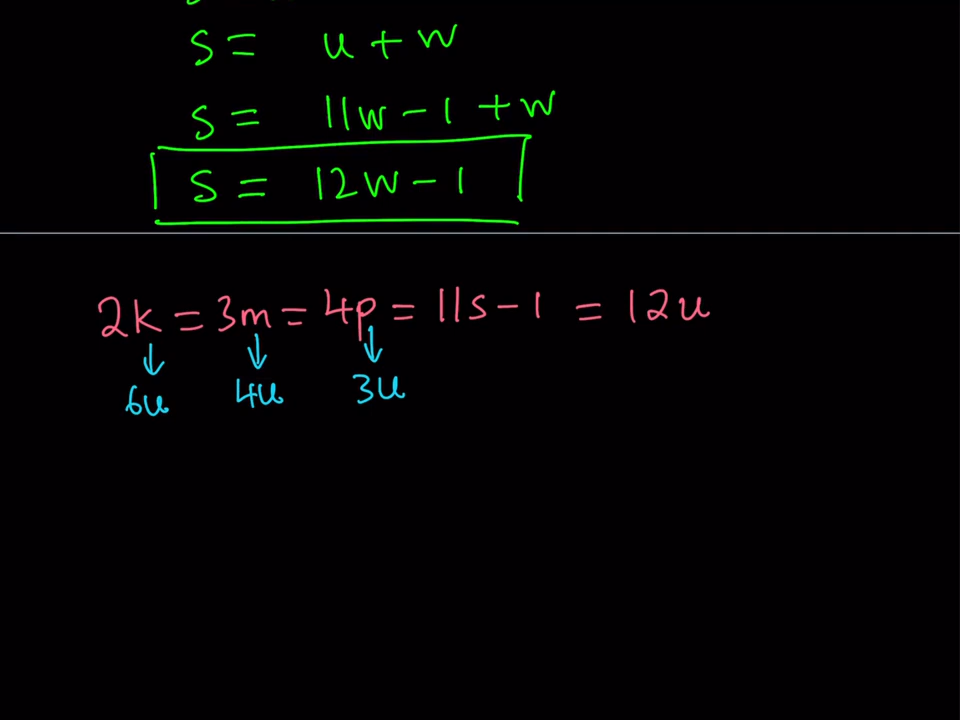 s = u + w
s = 11w - 1 + w
s = 12w - 1
2k = 3m = 4p = 11s - 1 = 12u
↓ ↓ ↓
6u 4u 3u